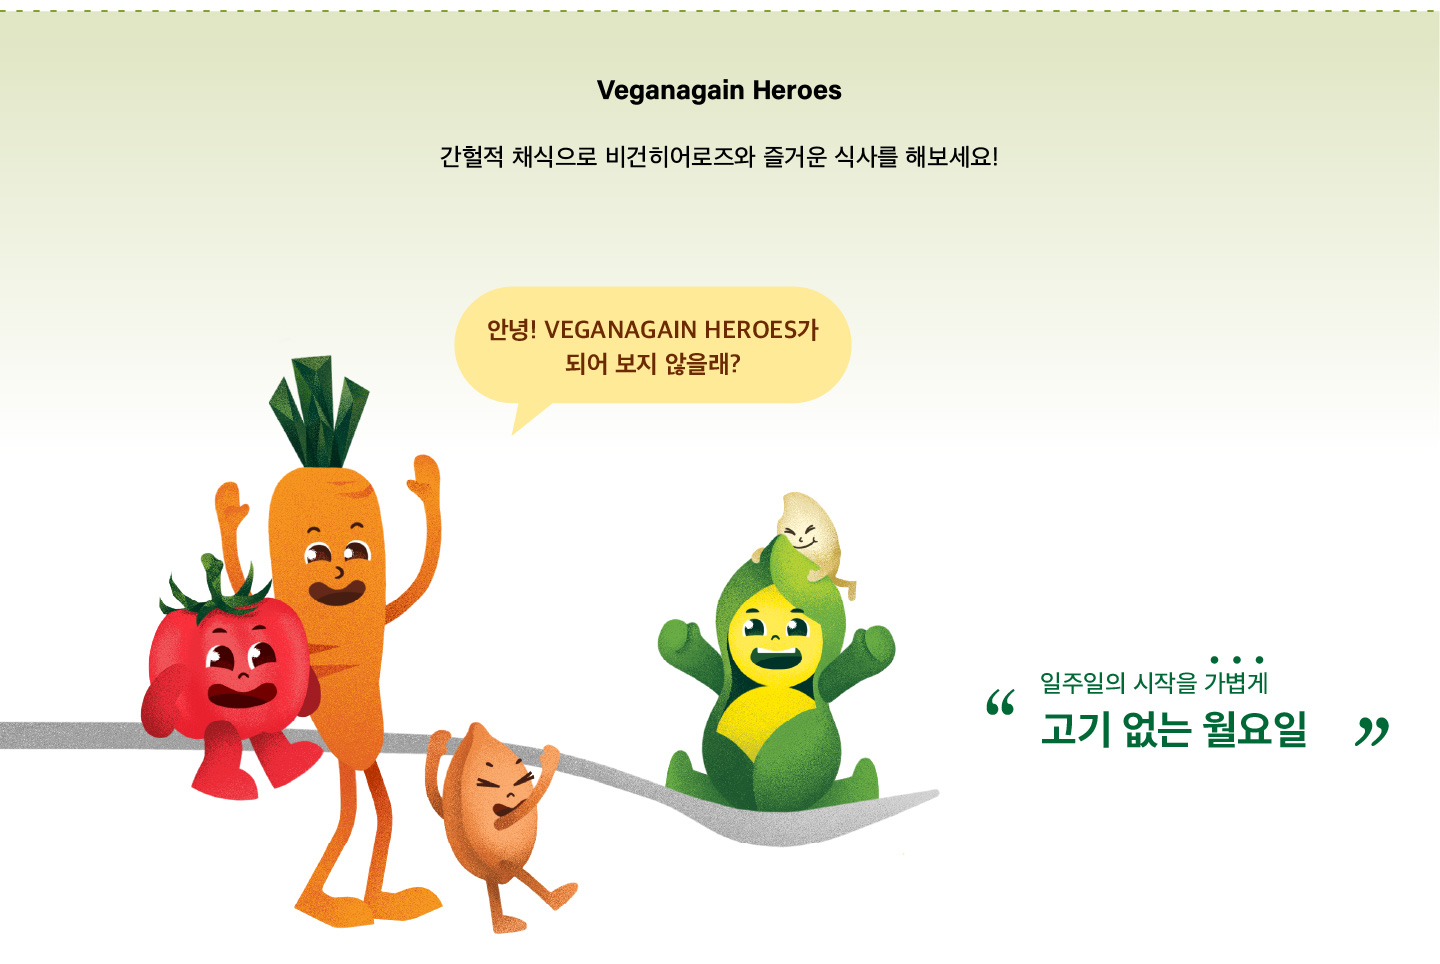 Veganagain Heroes
간헐적 채식으로 비건히어로즈와 즐거운 식사를 해보세요!
안녕! VEGANAGAIN HEROES가
되어 보지 않을래?
“ 일주일의 시작을 가볍게
고기 없는 월요일 ”